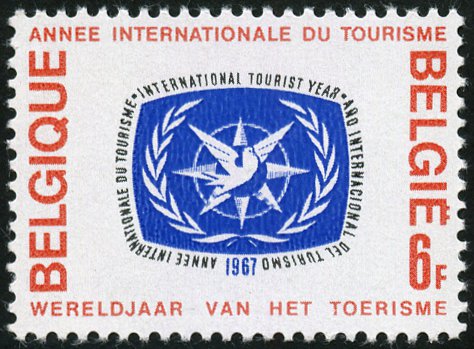 ANNEE INTERNATIONALE DU TOURISME
BELGIQUE
ANNEE INTERNATIONALE DU TOURISME • INTERNATIONAL TOURIST YEAR • AÑO INTERNACIONAL DEL TURISMO
1967
BELGIË
6F
WERELDJAAR VAN HET TOERISME